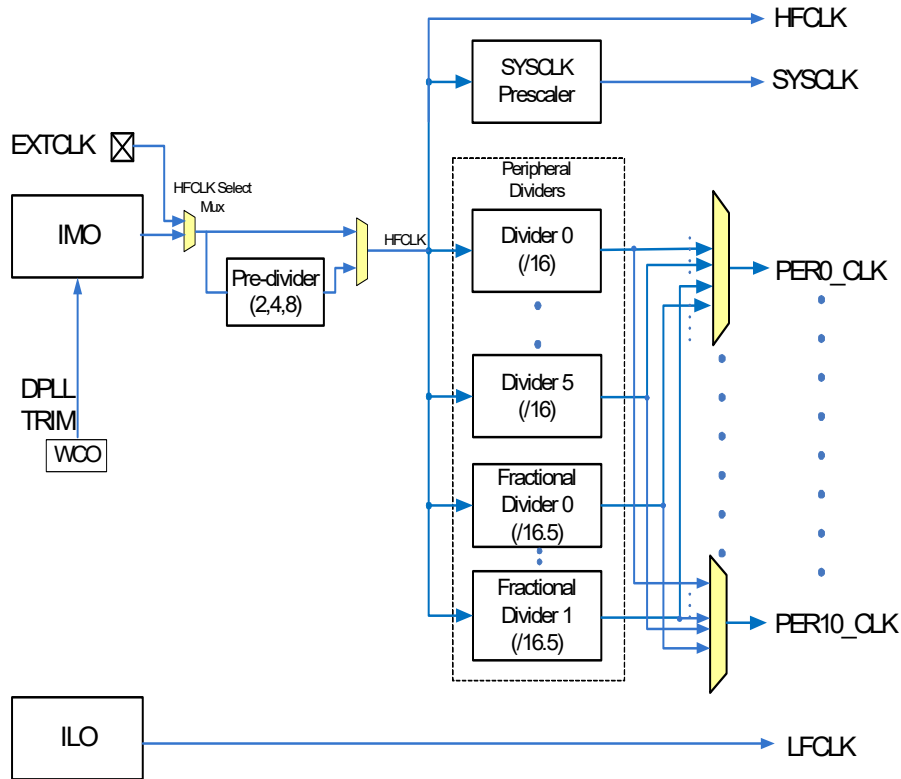 HFCLK
SYSCLK
Prescaler
SYSCLK
EXTCLK
HFCLK Select
Mux
IMO
Pre-divider
(2,4,8)
HFCLK
DPLL
TRIM
WCO
Peripheral
Dividers
Divider 0
(/16)
Divider 5
(/16)
Fractional
Divider 0
(/16.5)
Fractional
Divider 1
(/16.5)
PER0_CLK
PER10_CLK
ILO
LFCLK